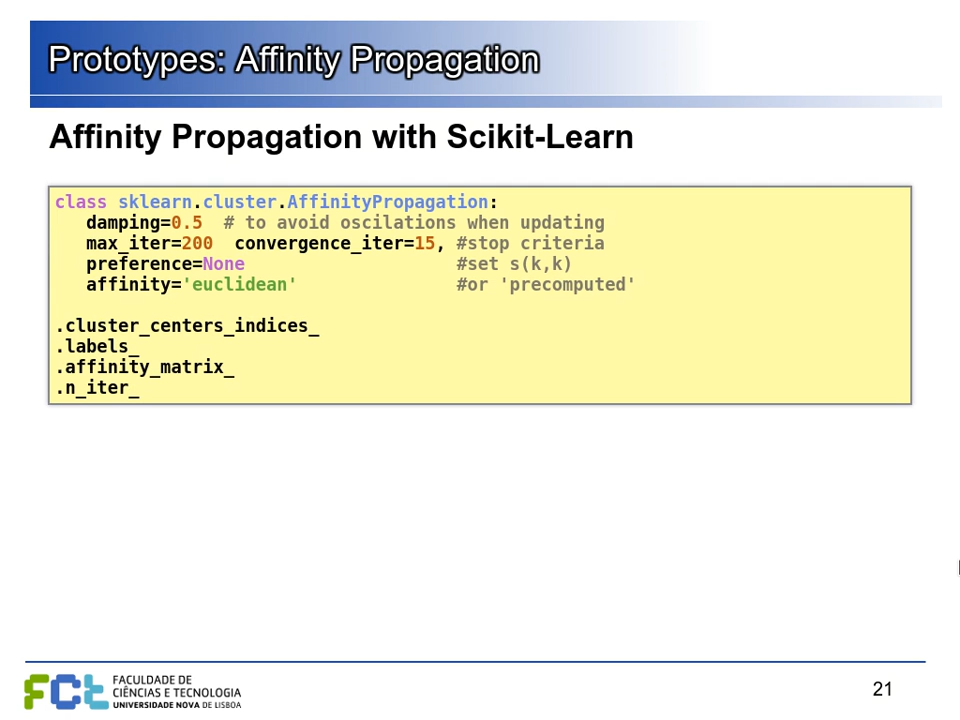 Prototypes: Affinity Propagation
Affinity Propagation with Scikit-Learn
class sklearn.cluster.AffinityPropagation:
damping=0.5 # to avoid oscilations when updating
max_iter=200 convergence_iter=15, #stop criteria
preference=None #set s(k,k)
affinity='euclidean' #or 'precomputed'
.cluster_centers_indices_
.labels_
.affinity_matrix_
.n_iter_
FCt
FACULDADE DE
CIÊNCIAS E TECNOLOGIA
UNIVERSIDADE NOVA DE LISBOA
21